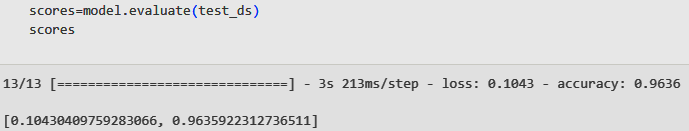 scores=model.evaluate(test_ds)
scores
13/13 [==============================] - 3s 213ms/step - loss: 0.1043 - accuracy: 0.9636
[0.10430409759283066, 0.9635922312736511]